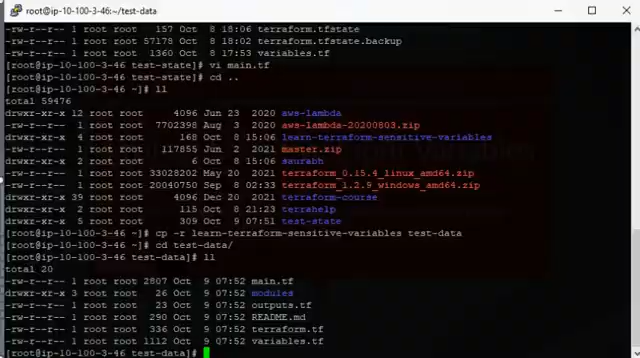 root@ip-10-100-3-46:~/test-data
-rw-r--r-- 1 root root 157 Oct 8 18:06 terraform.tfstate
-rw-r--r-- 1 root root 57178 Oct 8 18:02 terraform.tfstate.backup
-rw-r--r-- 1 root root 1360 Oct 8 17:53 variables.tf
[root@ip-10-100-3-46 test-state]# vi main.tf
[root@ip-10-100-3-46 test-state]# cd ..
[root@ip-10-100-3-46 ~]# ll
total 59476
drwxr-xr-x 12 root root 4096 Jun 23 2020 aws-lambda
-rw-r--r-- 1 root root 7702398 Aug 3 2020 aws-lambda-20200803.zip
drwxr-xr-x 4 root root 168 Oct 8 15:06 learn-terraform-sensitive-variables
-rw-r--r-- 1 root root 117855 Jun 2 2021 master.zip
drwxr-xr-x 2 root root 6 Oct 8 15:06 saurabh
-rw-r--r-- 1 root root 33028202 May 20 2021 terraform_0.15.4_linux_amd64.zip
-rw-r--r-- 1 root root 20040750 Sep 8 02:33 terraform_1.2.9_windows_amd64.zip
drwxr-xr-x 39 root root 4096 Dec 20 2021 terraform-course
drwxr-xr-x 2 root root 115 Oct 8 21:23 terrshelp
drwxr-xr-x 5 root root 309 Oct 9 07:51 test-state
[root@ip-10-100-3-46 ~]# cp -r learn-terraform-sensitive-variables test-data
[root@ip-10-100-3-46 ~]# cd test-data/
[root@ip-10-100-3-46 test-data]# ll
total 20
-rw-r--r-- 1 root root 2807 Oct 9 07:52 main.tf
drwxr-xr-x 3 root root 26 Oct 9 07:52 modules
-rw-r--r-- 1 root root 23 Oct 9 07:52 outputs.tf
-rw-r--r-- 1 root root 290 Oct 9 07:52 README.md
-rw-r--r-- 1 root root 336 Oct 9 07:52 terraform.tf
-rw-r--r-- 1 root root 1112 Oct 9 07:52 variables.tf
[root@ip-10-100-3-46 test-data]#